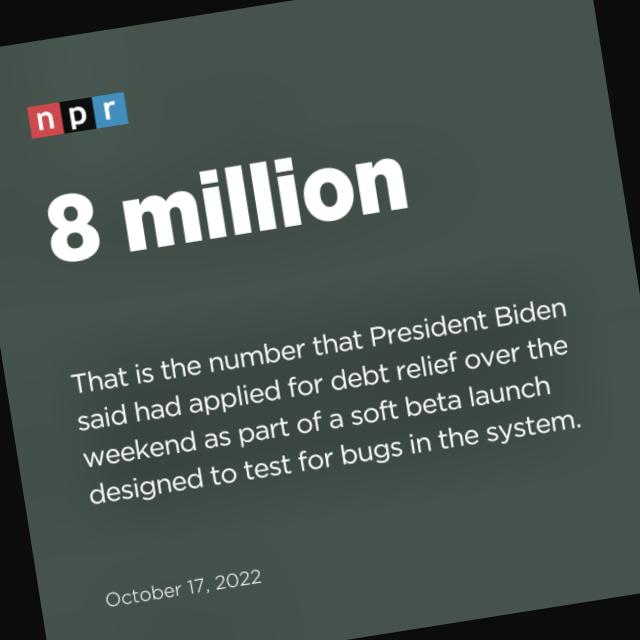 npr
8 million
That is the number that President Biden
said had applied for debt relief over the
weekend as part of a soft beta launch
designed to test for bugs in the system.
October 17, 2022